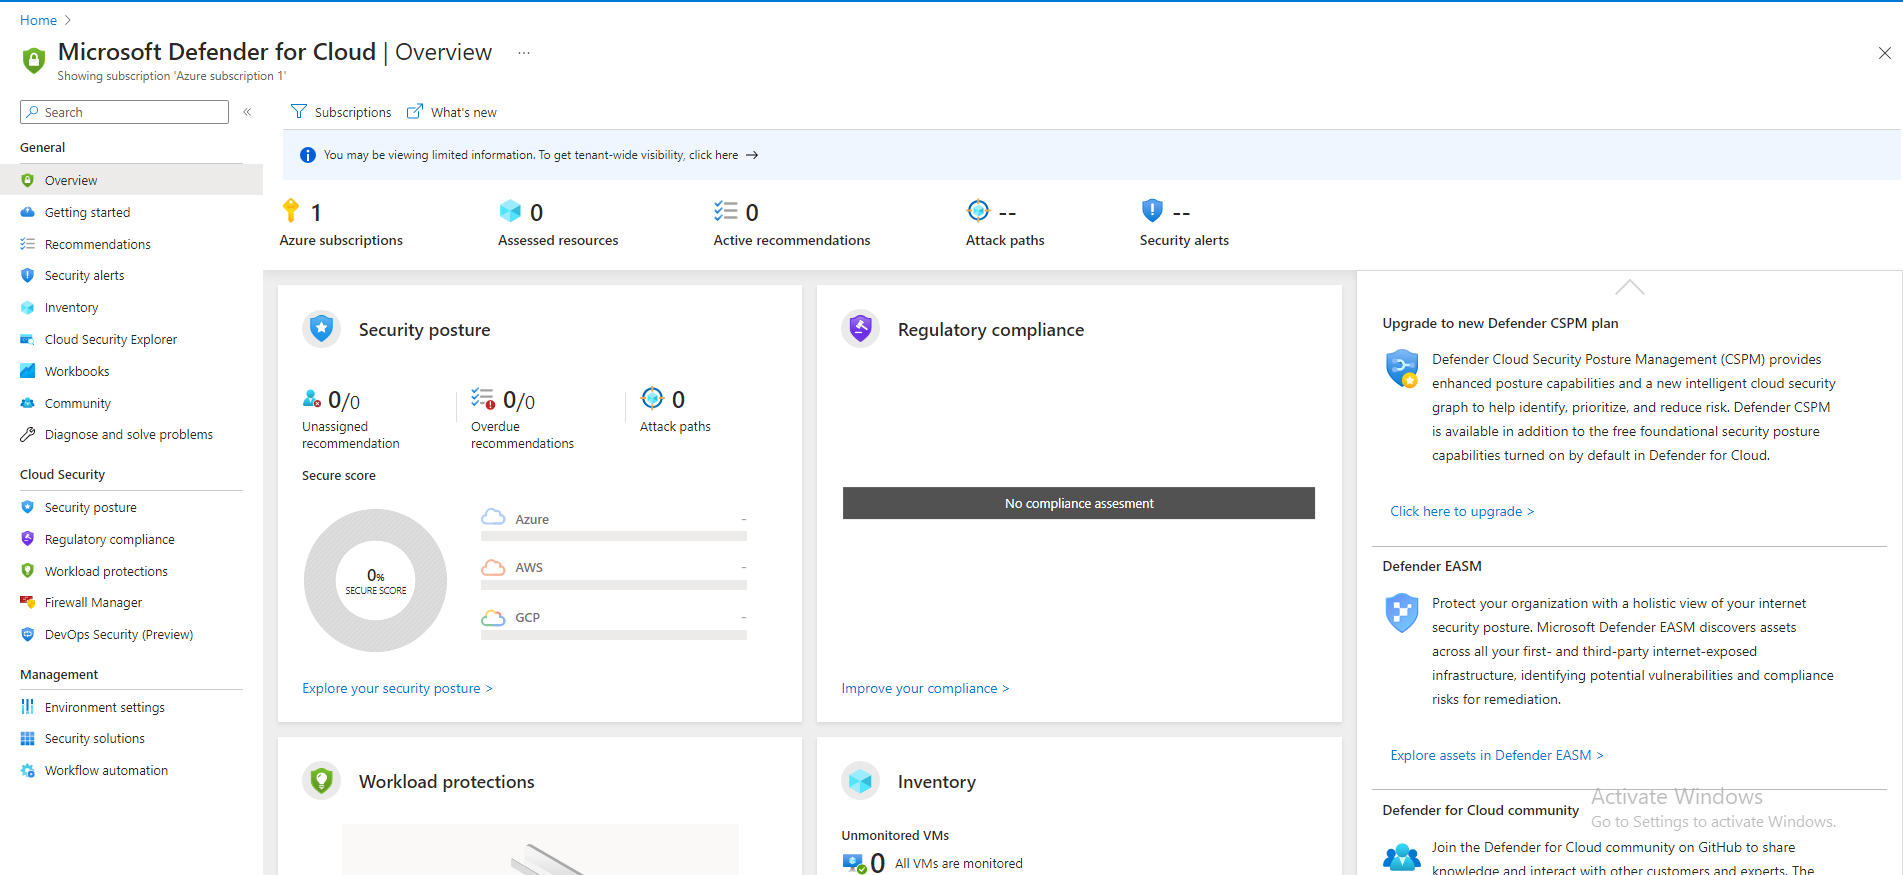 Home >
Microsoft Defender for Cloud | Overview ...
Showing subscription 'Azure subscription 1'
Search
«
General
Overview
Getting started
Recommendations
Security alerts
Inventory
Cloud Security Explorer
Workbooks
Community
Diagnose and solve problems
Cloud Security
Security posture
Regulatory compliance
Workload protections
Firewall Manager
DevOps Security (Preview)
Management
Environment settings
Security solutions
Workflow automation
Subscriptions
What's new
You may be viewing limited information. To get tenant-wide visibility, click here →
1
Azure subscriptions
0
Assessed resources
0
Active recommendations
--
Attack paths
--
Security alerts
Security posture
0/0
Unassigned
recommendation
0/0
Overdue
recommendations
0
Attack paths
Secure score
0%
SECURE SCORE
Azure -
AWS -
GCP -
Explore your security posture >
Regulatory compliance
No compliance assesment
Improve your compliance >
Workload protections
Inventory
Unmonitored VMs
0 All VMs are monitored
Upgrade to new Defender CSPM plan
Defender Cloud Security Posture Management (CSPM) provides
enhanced posture capabilities and a new intelligent cloud security
graph to help identify, prioritize, and reduce risk. Defender CSPM
is available in addition to the free foundational security posture
capabilities turned on by default in Defender for Cloud.
Click here to upgrade >
Defender EASM
Protect your organization with a holistic view of your internet
security posture. Microsoft Defender EASM discovers assets
across all your first- and third-party internet-exposed
infrastructure, identifying potential vulnerabilities and compliance
risks for remediation.
Explore assets in Defender EASM >
Defender for Cloud community
Join the Defender for Cloud community on GitHub to share
knowledge and interact with other customers and experts. The
Activate Windows
Go to Settings to activate Windows.